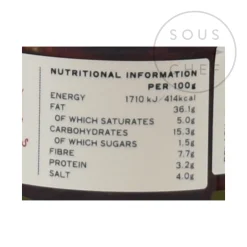 SOUS
CHEF
NUTRITIONAL INFORMATION
PER 100g
ENERGY 1710 kJ/414kcal
FAT 36.1g
OF WHICH SATURATES 5.0g
CARBOHYDRATES 15.3g
OF WHICH SUGARS 1.5g
FIBRE 7.7g
PROTEIN 3.2g
SALT 4.0g